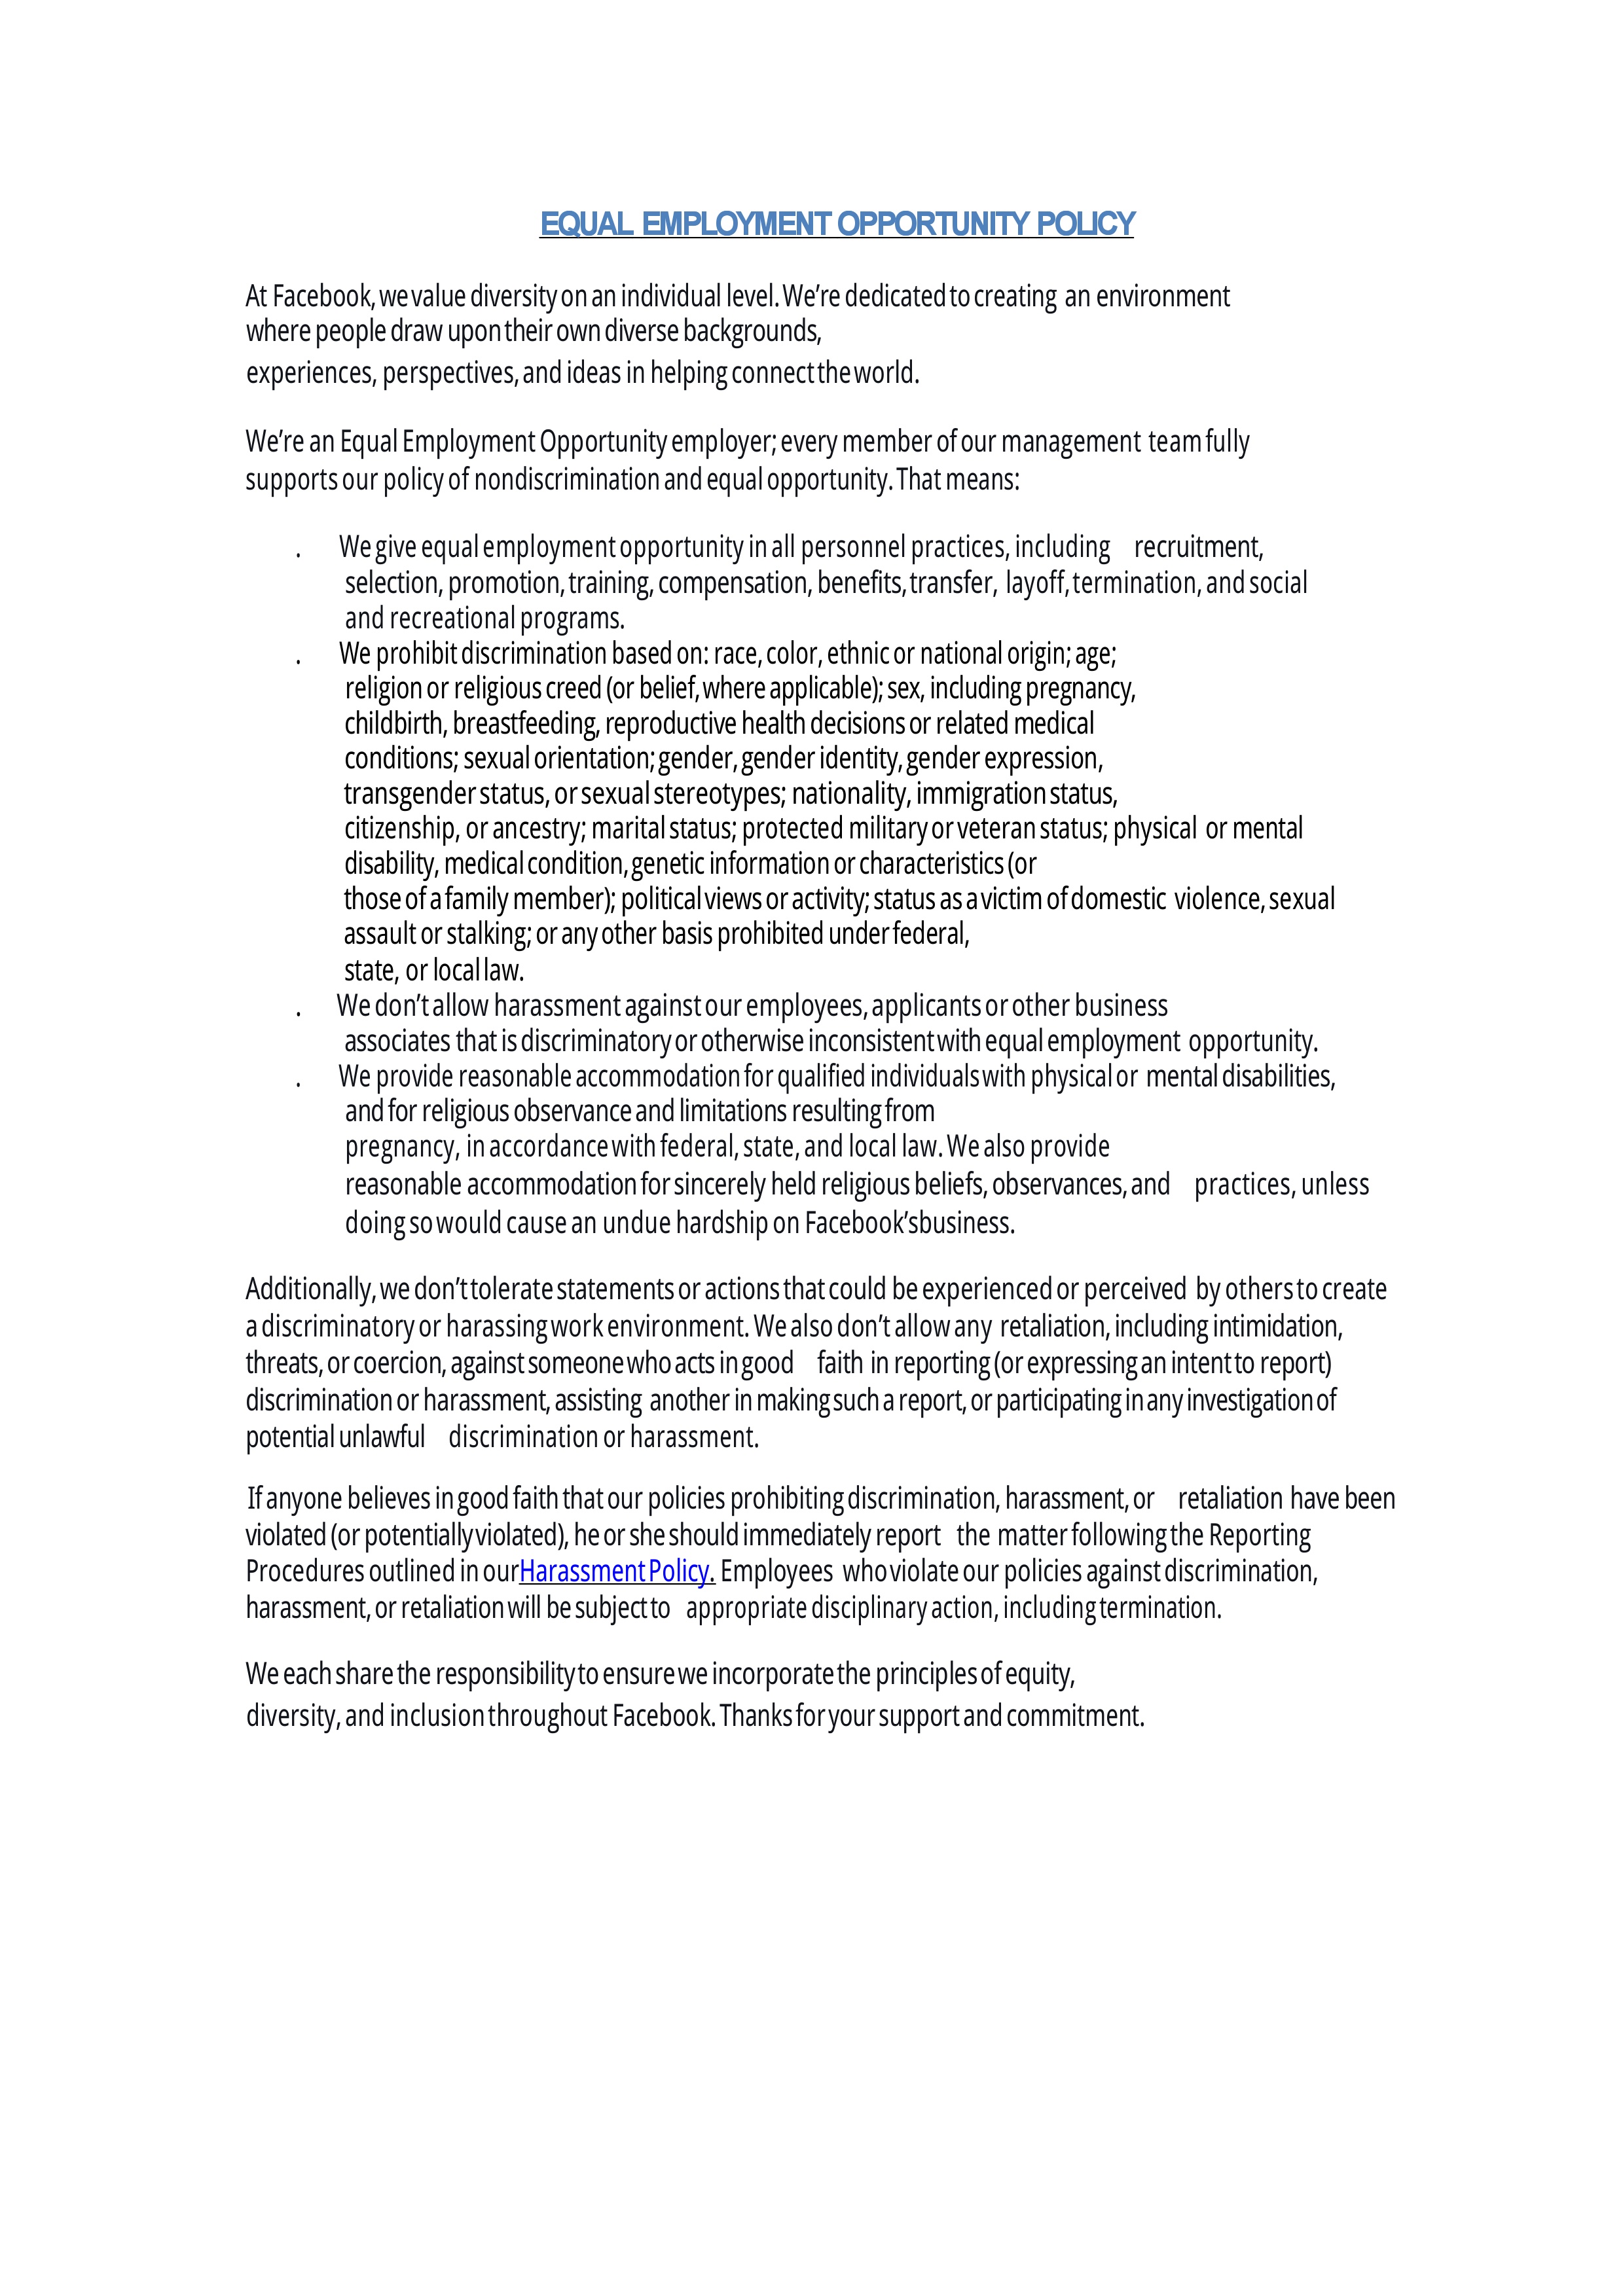 EQUAL EMPLOYMENT OPPORTUNITY POLICY
At Facebook, we value diversity on an individual level. We’re dedicated to creating an environment
where people draw upon their own diverse backgrounds,
experiences, perspectives, and ideas in helping connect the world.
We’re an Equal Employment Opportunity employer; every member of our management team fully
supports our policy of nondiscrimination and equal opportunity. That means:
. We give equal employment opportunity in all personnel practices, including recruitment,
selection, promotion, training, compensation, benefits, transfer, layoff, termination, and social
and recreational programs.
. We prohibit discrimination based on: race, color, ethnic or national origin; age;
religion or religious creed (or belief, where applicable); sex, including pregnancy,
childbirth, breastfeeding, reproductive health decisions or related medical
conditions; sexual orientation; gender, gender identity, gender expression,
transgender status, or sexual stereotypes; nationality, immigration status,
citizenship, or ancestry; marital status; protected military or veteran status; physical or mental
disability, medical condition, genetic information or characteristics (or
those of a family member); political views or activity; status as a victim of domestic violence, sexual
assault or stalking; or any other basis prohibited under federal,
state, or local law.
. We don’t allow harassment against our employees, applicants or other business
associates that is discriminatory or otherwise inconsistent with equal employment opportunity.
. We provide reasonable accommodation for qualified individuals with physical or mental disabilities,
and for religious observance and limitations resulting from
pregnancy, in accordance with federal, state, and local law. We also provide
reasonable accommodation for sincerely held religious beliefs, observances, and practices, unless
doing so would cause an undue hardship on Facebook’sbusiness.
Additionally, we don’t tolerate statements or actions that could be experienced or perceived by others to create
a discriminatory or harassing work environment. We also don’t allow any retaliation, including intimidation,
threats, or coercion, against someone who acts in good faith in reporting (or expressing an intent to report)
discrimination or harassment, assisting another in making such a report, or participating in any investigation of
potential unlawful discrimination or harassment.
If anyone believes in good faith that our policies prohibiting discrimination, harassment, or retaliation have been
violated (or potentially violated), he or she should immediately report the matter following the Reporting
Procedures outlined in our Harassment Policy. Employees who violate our policies against discrimination,
harassment, or retaliation will be subject to appropriate disciplinary action, including termination.
We each share the responsibility to ensure we incorporate the principles of equity,
diversity, and inclusion throughout Facebook. Thanks for your support and commitment.